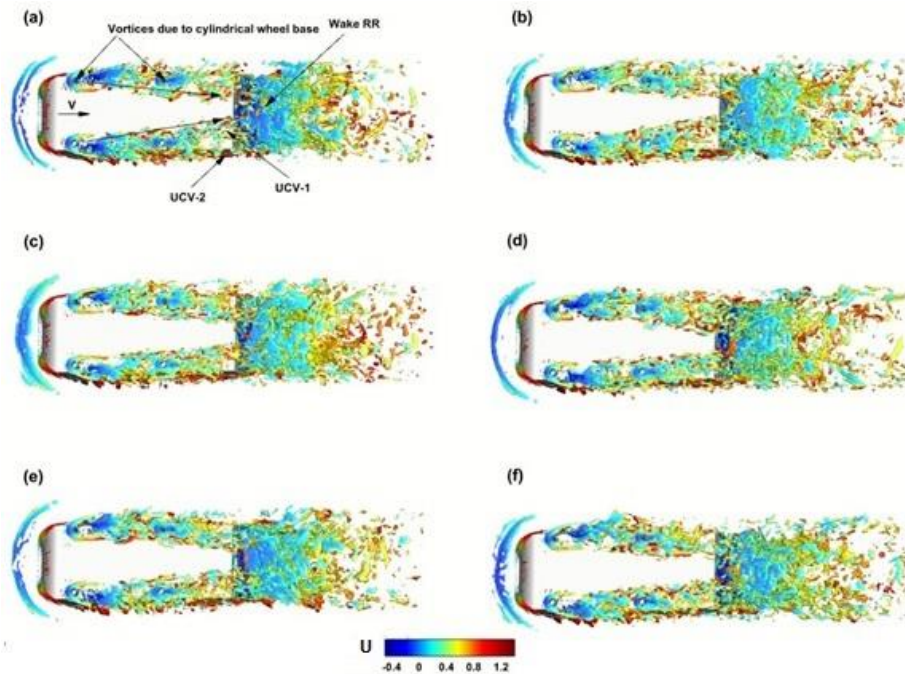 (a)
(b)
Vortices due to cylindrical wheel base
Wake RR
V
UCV-2
UCV-1
(c)
(d)
(e)
(f)
U
-0.4 0 0.4 0.8 1.2